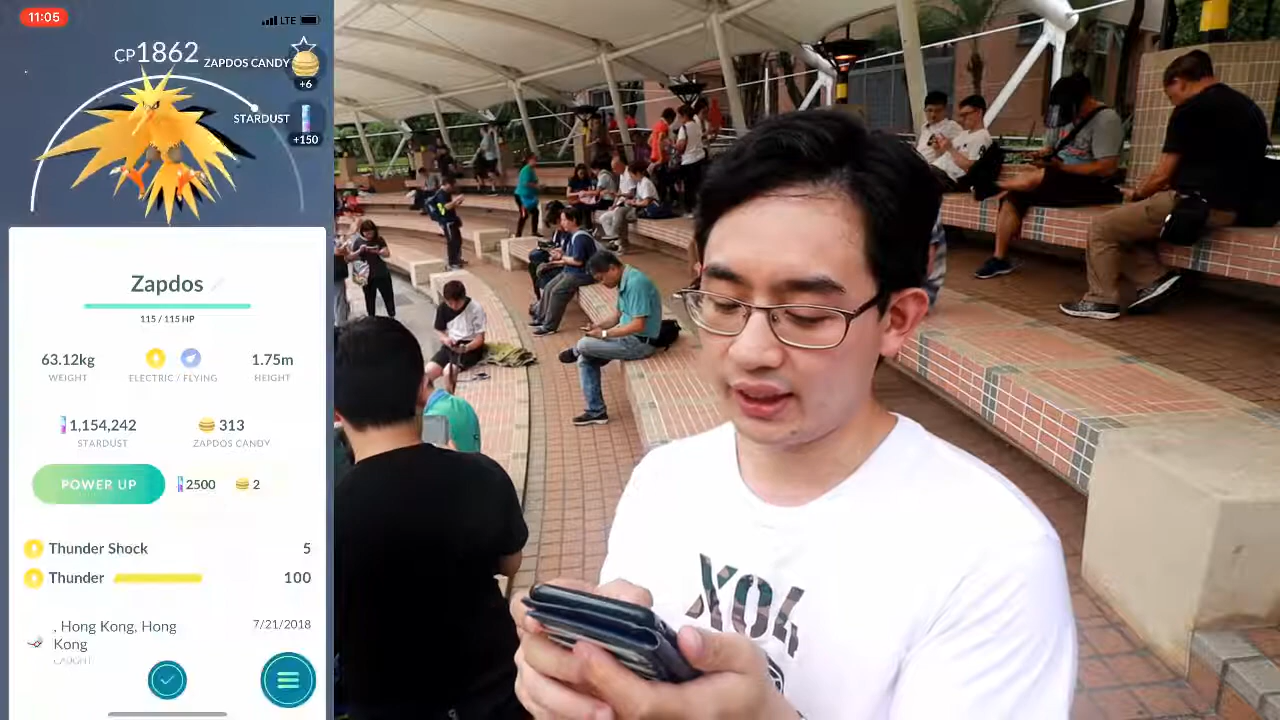 11:05
LTE
CP1862
ZAPDOS CANDY
+6
STARDUST
+150
Zapdos
115 / 115 HP
63.12kg
WEIGHT
ELECTRIC / FLYING
1.75m
HEIGHT
1,154,242
STARDUST
313
ZAPDOS CANDY
POWER UP
2500
2
Thunder Shock 5
Thunder 100
, Hong Kong, Hong
Kong
7/21/2018
CAUGHT
XO4